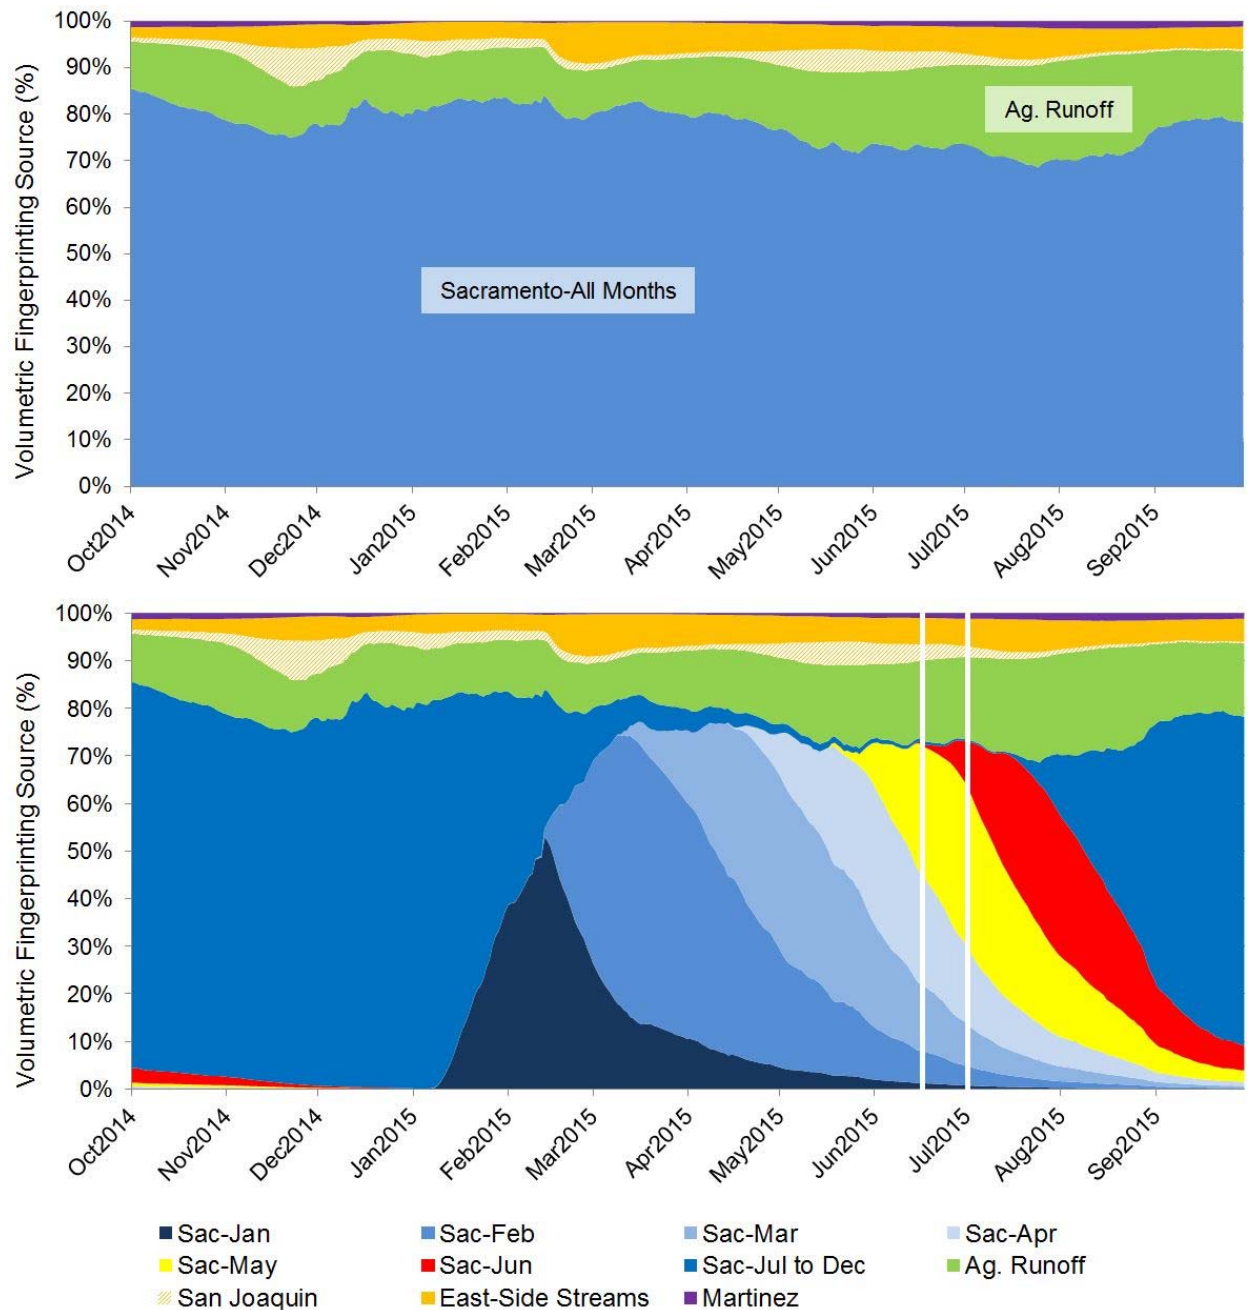 Volumetric Fingerprinting Source (%)
100%
90%
80%
70%
60%
50%
40%
30%
20%
10%
0%
Ag. Runoff
Sacramento-All Months
Oct2014
Nov2014
Dec2014
Jan2015
Feb2015
Mar2015
Apr2015
May2015
Jun2015
Jul2015
Aug2015
Sep2015
Volumetric Fingerprinting Source (%)
100%
90%
80%
70%
60%
50%
40%
30%
20%
10%
0%
Oct2014
Nov2014
Dec2014
Jan2015
Feb2015
Mar2015
Apr2015
May2015
Jun2015
Jul2015
Aug2015
Sep2015
Sac-Jan Sac-Feb Sac-Mar Sac-Apr
Sac-May Sac-Jun Sac-Jul to Dec Ag. Runoff
San Joaquin East-Side Streams Martinez